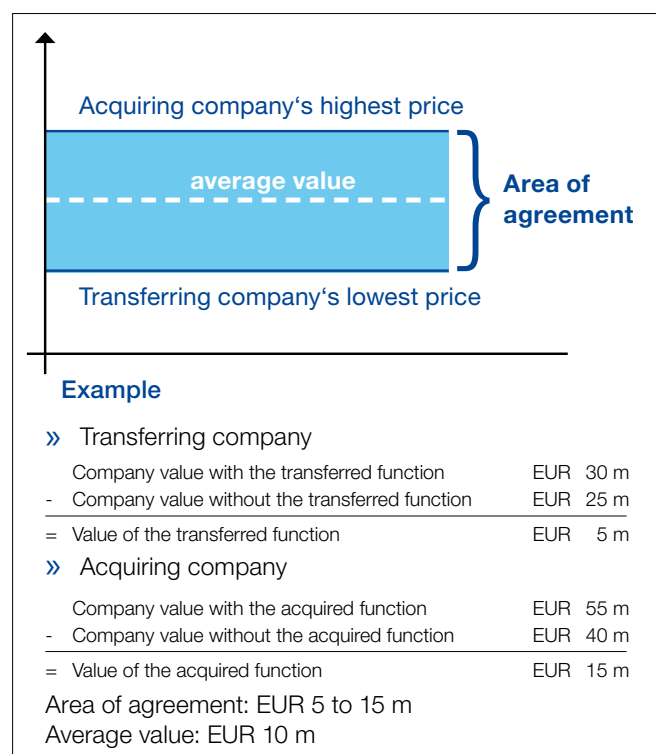 Acquiring company‘s highest price
average value
Area of
agreement
Transferring company‘s lowest price
Example
» Transferring company
Company value with the transferred function EUR 30 m
- Company value without the transferred function EUR 25 m
= Value of the transferred function EUR 5 m
» Acquiring company
Company value with the acquired function EUR 55 m
- Company value without the acquired function EUR 40 m
= Value of the acquired function EUR 15 m
Area of agreement: EUR 5 to 15 m
Average value: EUR 10 m